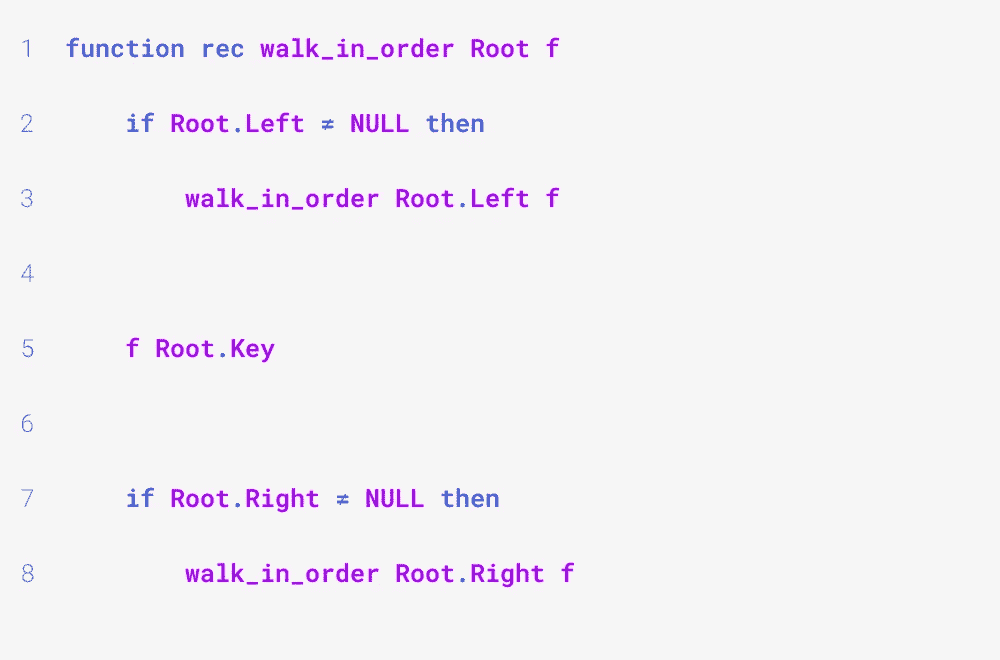 1 function rec walk_in_order Root f
2 if Root.Left ≠ NULL then
3 walk_in_order Root.Left f
4
5 f Root.Key
6
7 if Root.Right ≠ NULL then
8 walk_in_order Root.Right f